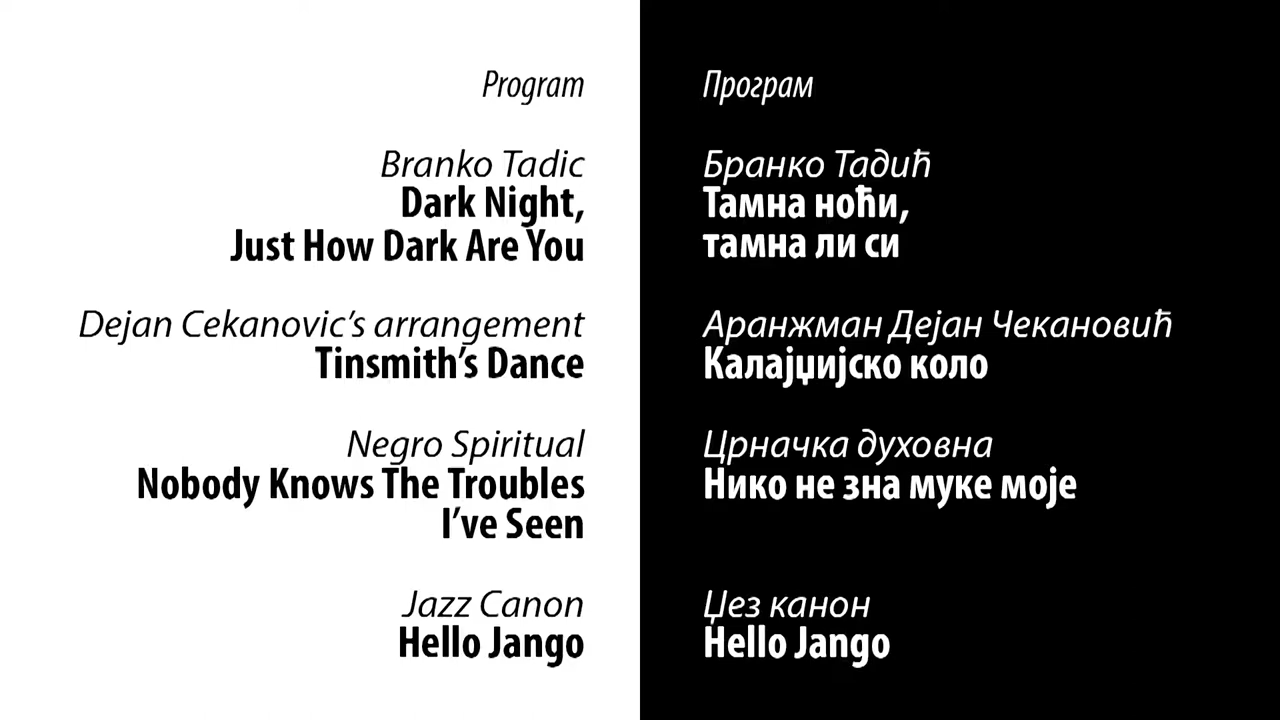 Program
Branko Tadic
Dark Night,
Just How Dark Are You
Dejan Cekanovic’s arrangement
Tinsmith’s Dance
Negro Spiritual
Nobody Knows The Troubles
I’ve Seen
Jazz Canon
Hello Jango
Програм
Бранко Тадић
Тамна ноћи,
тамна ли си
Аранжман Дејан Чекановић
Калајџијско коло
Црначка духовна
Нико не зна муке моје
Џез канон
Hello Jango